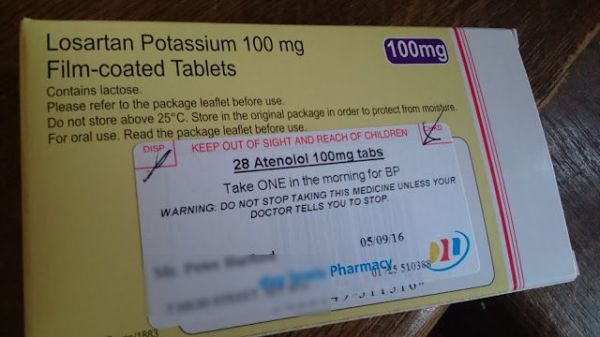 Losartan Potassium 100 mg
Film-coated Tablets
100mg
Contains lactose.
Please refer to the package leaflet before use.
Do not store above 25°C. Store in the original package in order to protect from moisture.
For oral use. Read the package leaflet before use.
DISP
KEEP OUT OF SIGHT AND REACH OF CHILDREN
28 Atenolol 100mg tabs
Take ONE in the morning for BP
WARNING: DO NOT STOP TAKING THIS MEDICINE UNLESS YOUR
DOCTOR TELLS YOU TO STOP.
05/09/16
Pharmacy